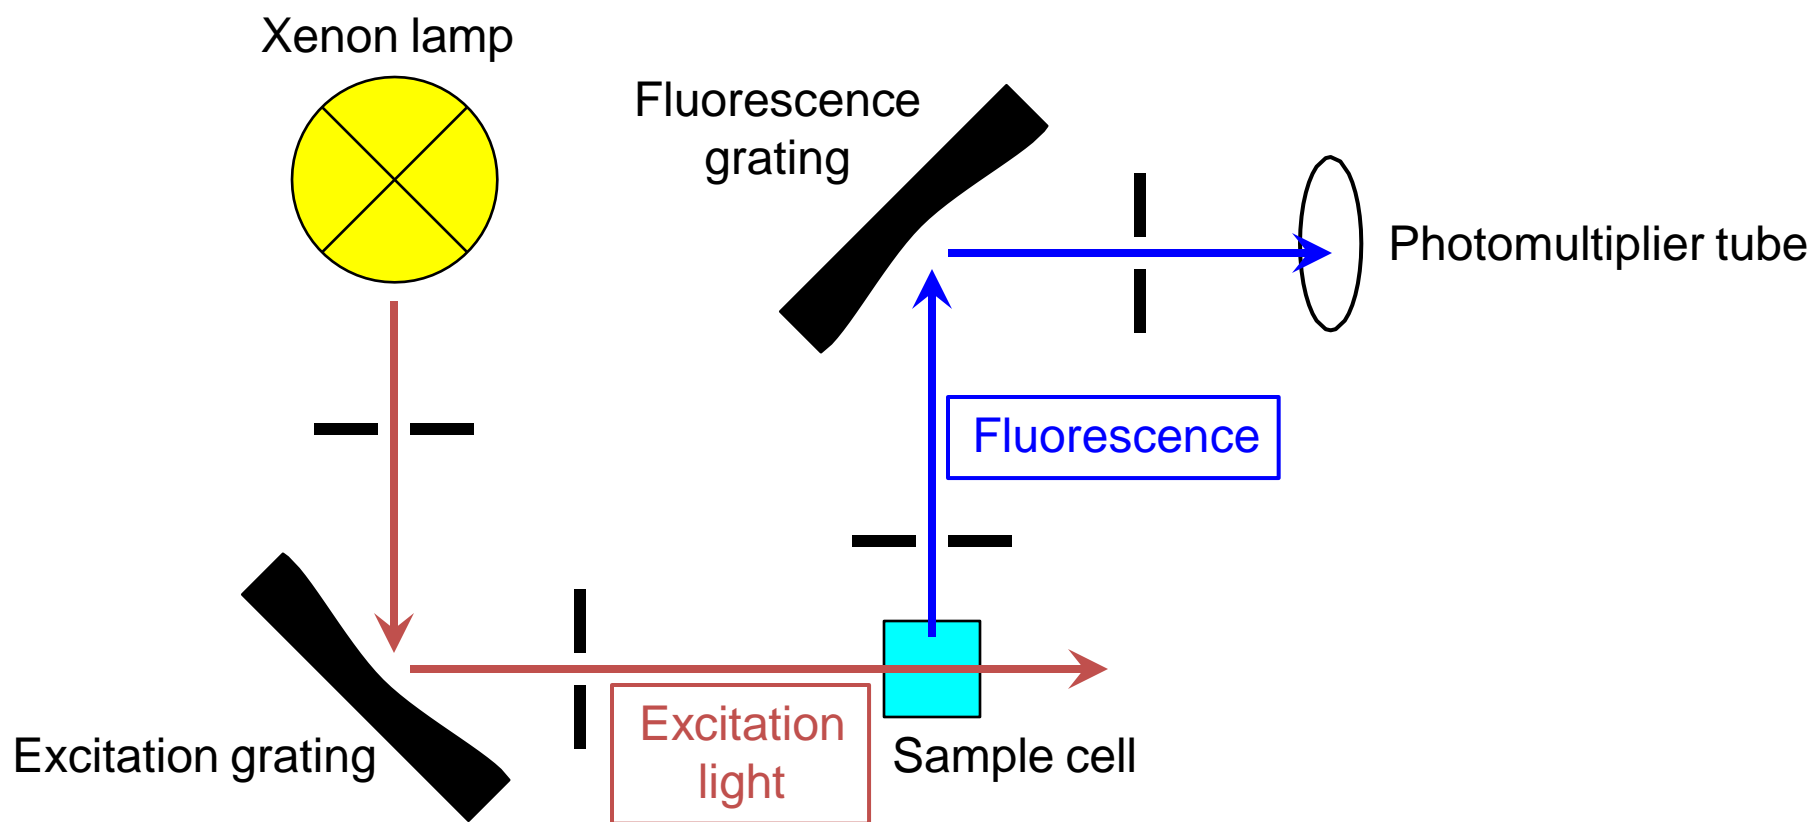 Xenon lamp
Fluorescence
grating
Photomultiplier tube
Fluorescence
Excitation grating
Excitation
light
Sample cell